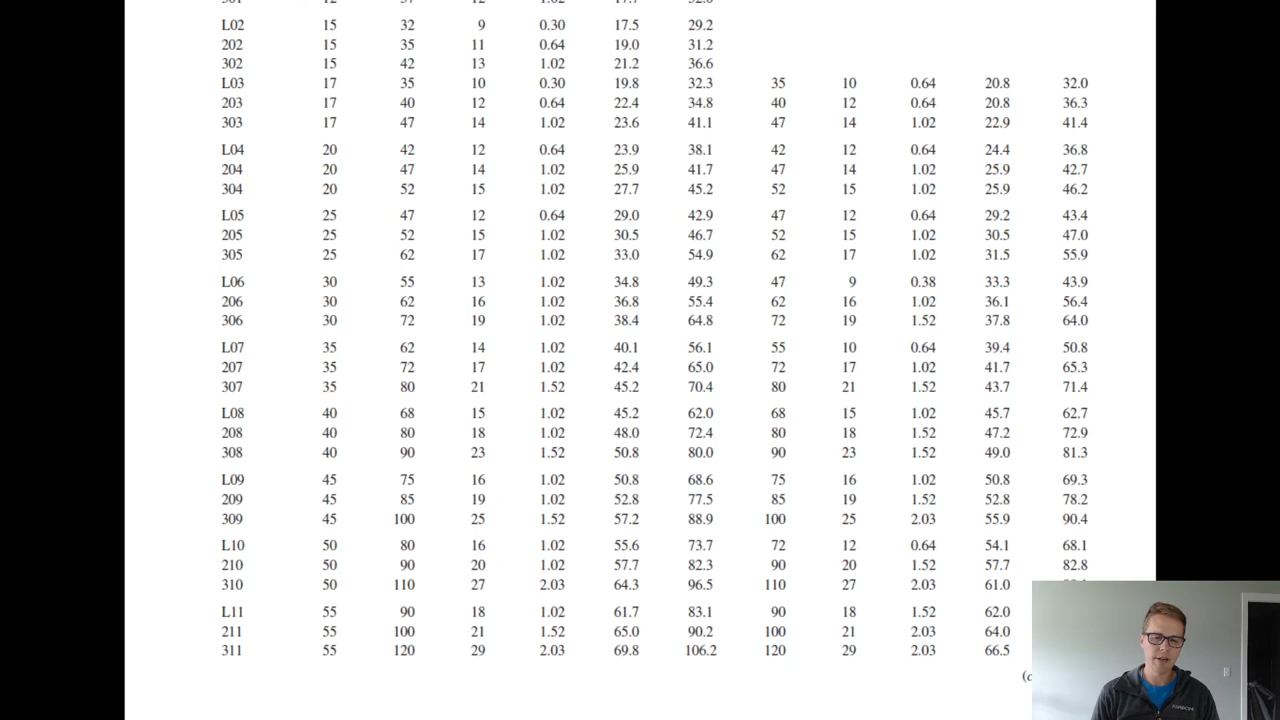 L02 15 32 9 0.30 17.5 29.2
202 15 35 11 0.64 19.0 31.2
302 15 42 13 1.02 21.2 36.6
L03 17 35 10 0.30 19.8 32.3 35 10 0.64 20.8 32.0
203 17 40 12 0.64 22.4 34.8 40 12 0.64 20.8 36.3
303 17 47 14 1.02 23.6 41.1 47 14 1.02 22.9 41.4
L04 20 42 12 0.64 23.9 38.1 42 12 0.64 24.4 36.8
204 20 47 14 1.02 25.9 41.7 47 14 1.02 25.9 42.7
304 20 52 15 1.02 27.7 45.2 52 15 1.02 25.9 46.2
L05 25 47 12 0.64 29.0 42.9 47 12 0.64 29.2 43.4
205 25 52 15 1.02 30.5 46.7 52 15 1.02 30.5 47.0
305 25 62 17 1.02 33.0 54.9 62 17 1.02 31.5 55.9
L06 30 55 13 1.02 34.8 49.3 47 9 0.38 33.3 43.9
206 30 62 16 1.02 36.8 55.4 62 16 1.02 36.1 56.4
306 30 72 19 1.02 38.4 64.8 72 19 1.52 37.8 64.0
L07 35 62 14 1.02 40.1 56.1 55 10 0.64 39.4 50.8
207 35 72 17 1.02 42.4 65.0 72 17 1.02 41.7 65.3
307 35 80 21 1.52 45.2 70.4 80 21 1.52 43.7 71.4
L08 40 68 15 1.02 45.2 62.0 68 15 1.02 45.7 62.7
208 40 80 18 1.02 48.0 72.4 80 18 1.52 47.2 72.9
308 40 90 23 1.52 50.8 80.0 90 23 1.52 49.0 81.3
L09 45 75 16 1.02 50.8 68.6 75 16 1.02 50.8 69.3
209 45 85 19 1.02 52.8 77.5 85 19 1.52 52.8 78.2
309 45 100 25 1.52 57.2 88.9 100 25 2.03 55.9 90.4
L10 50 80 16 1.02 55.6 73.7 72 12 0.64 54.1 68.1
210 50 90 20 1.02 57.7 82.3 90 20 1.52 57.7 82.8
310 50 110 27 2.03 64.3 96.5 110 27 2.03 61.0
L11 55 90 18 1.02 61.7 83.1 90 18 1.52 62.0
211 55 100 21 1.52 65.0 90.2 100 21 2.03 64.0
311 55 120 29 2.03 69.8 106.2 120 29 2.03 66.5